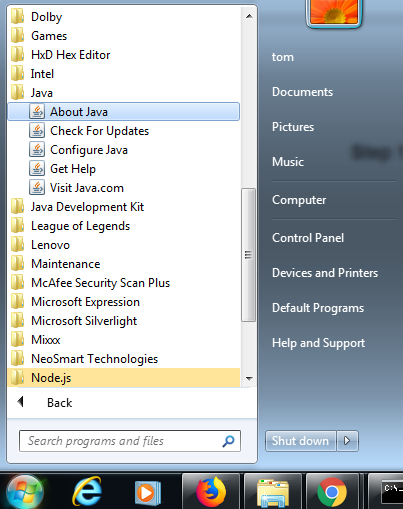 Dolby
Games
HxD Hex Editor
Intel
Java
About Java
Check For Updates
Configure Java
Get Help
Visit Java.com
Java Development Kit
League of Legends
Lenovo
Maintenance
McAfee Security Scan Plus
Microsoft Expression
Microsoft Silverlight
Mixxx
NeoSmart Technologies
Node.js
Back
Search programs and files
tom
Documents
Pictures
Music
Computer
Control Panel
Devices and Printers
Default Programs
Help and Support
Shut down
Step
C:\